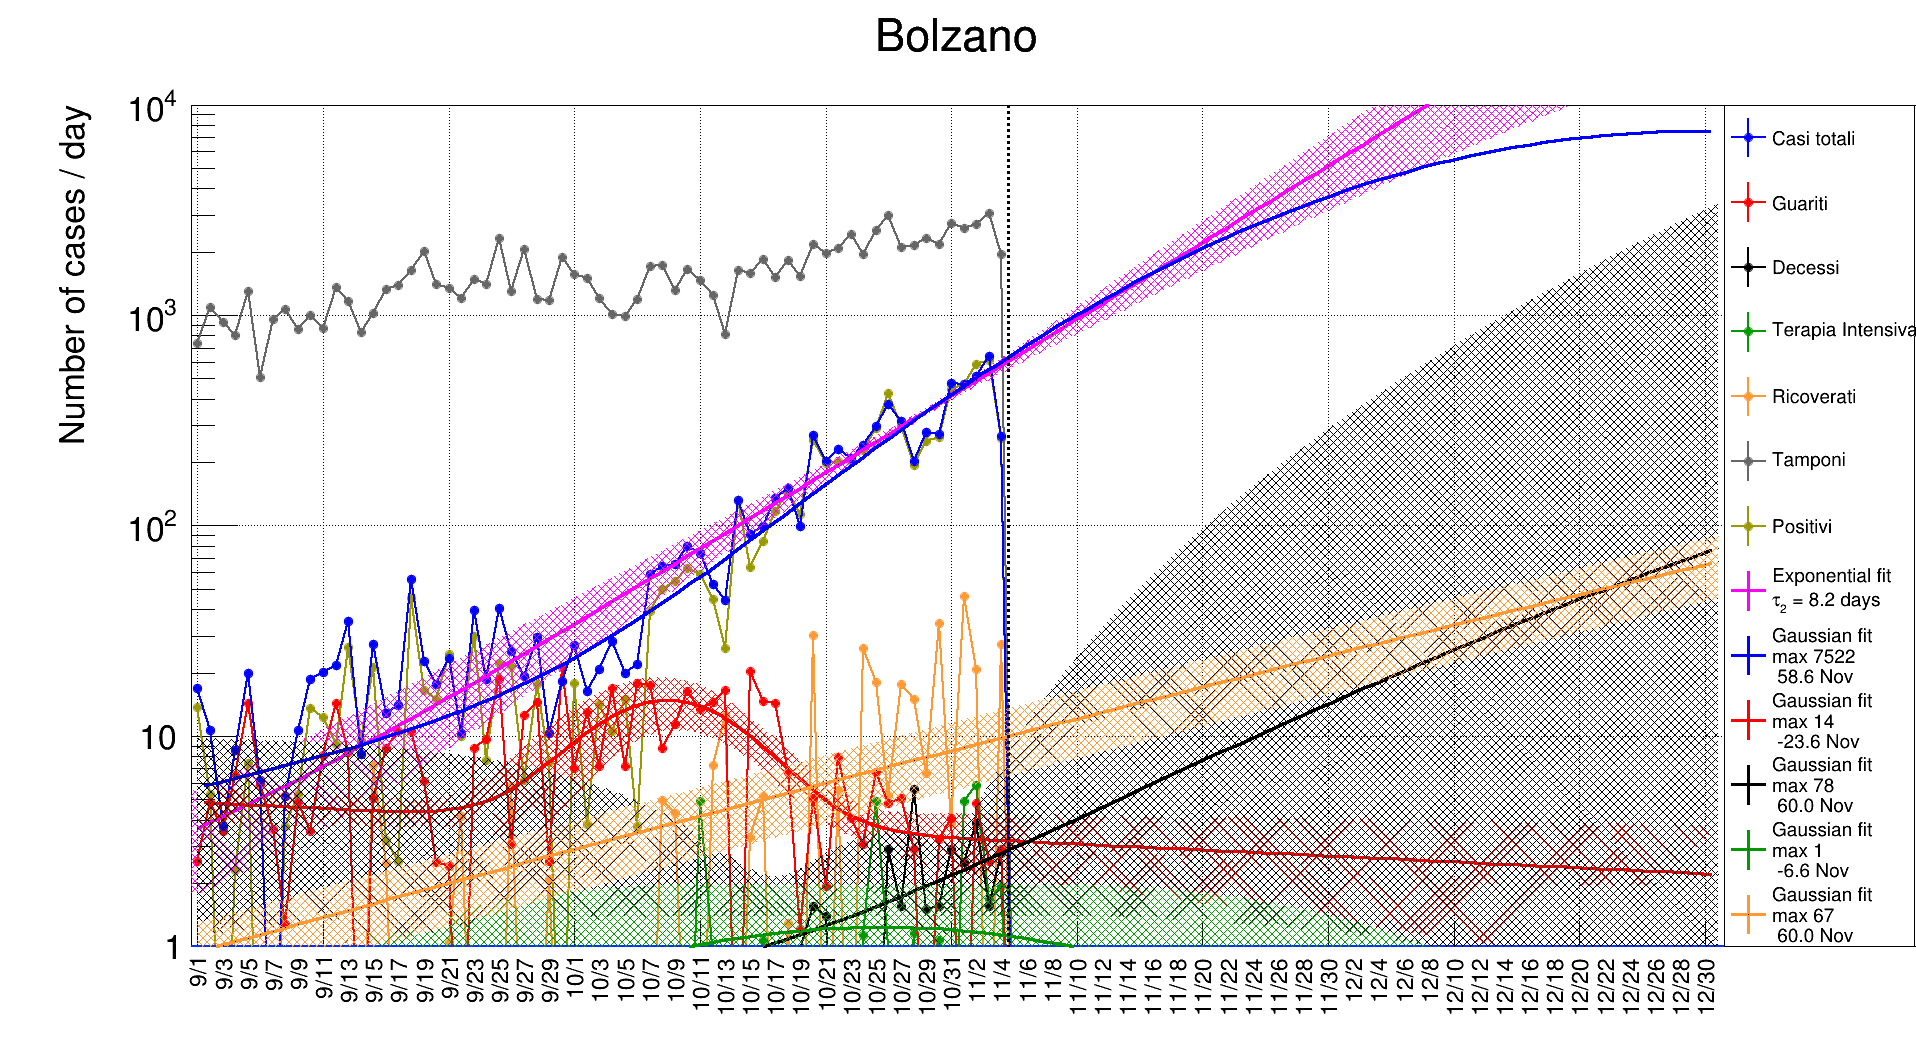 Bolzano
Number of cases / day
10⁴
10³
10²
10
1
9/1
9/3
9/5
9/7
9/9
9/11
9/13
9/15
9/17
9/19
9/21
9/23
9/25
9/27
9/29
10/1
10/3
10/5
10/7
10/9
10/11
10/13
10/15
10/17
10/19
10/21
10/23
10/25
10/27
10/29
10/31
11/2
11/4
11/6
11/8
11/10
11/12
11/14
11/16
11/18
11/20
11/22
11/24
11/26
11/28
11/30
12/2
12/4
12/6
12/8
12/10
12/12
12/14
12/16
12/18
12/20
12/22
12/24
12/26
12/28
12/30
Casi totali
Guariti
Decessi
Terapia Intensiva
Ricoverati
Tamponi
Positivi
Exponential fit
τ₂ = 8.2 days
Gaussian fit
max 7522
58.6 Nov
Gaussian fit
max 14
-23.6 Nov
Gaussian fit
max 78
60.0 Nov
Gaussian fit
max 1
-6.6 Nov
Gaussian fit
max 67
60.0 Nov